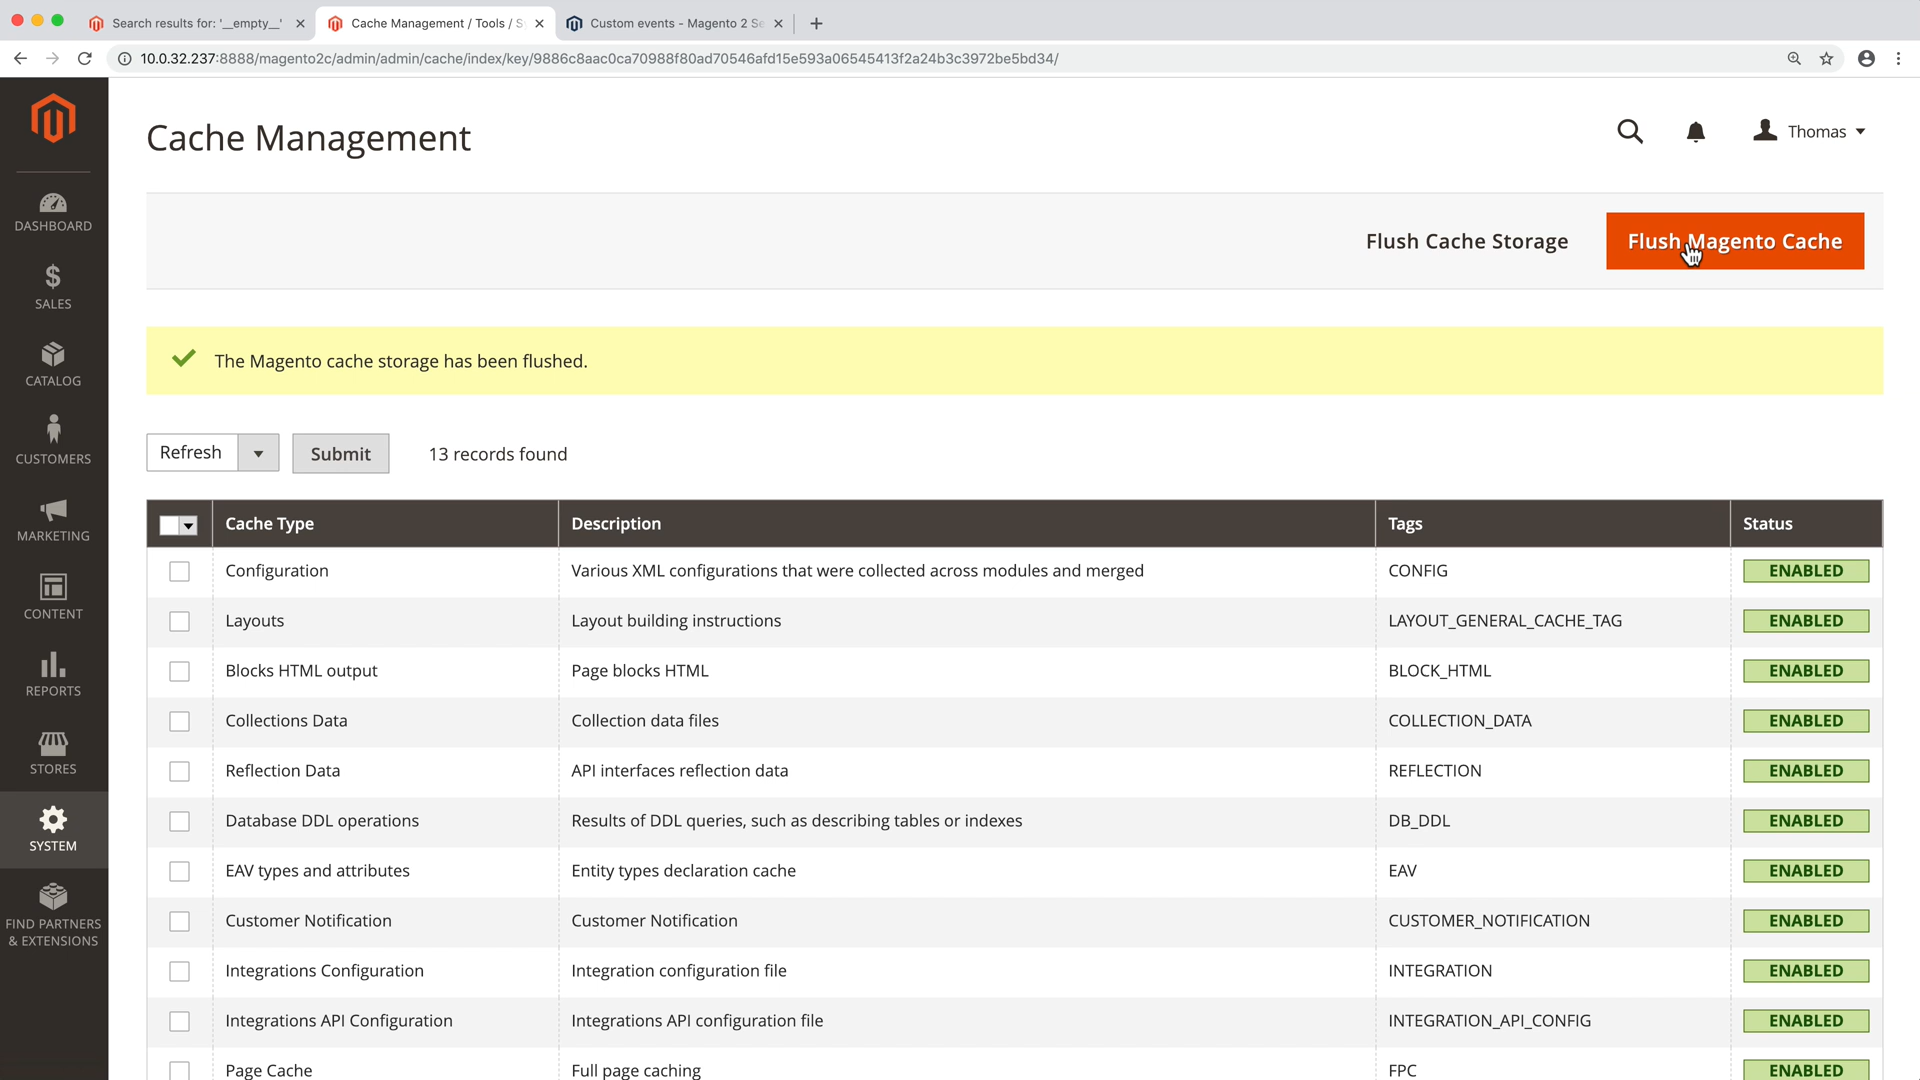 Search results for: '__empty__'
Cache Management / Tools / S
Custom events - Magento 2 Se
10.0.32.237:8888/magento2c/admin/admin/cache/index/key/9886c8aac0ca70988f80ad70546afd15e593a06545413f2a24b3c3972be5bd34/
Cache Management
Thomas
DASHBOARD
SALES
CATALOG
CUSTOMERS
MARKETING
CONTENT
REPORTS
STORES
SYSTEM
FIND PARTNERS
& EXTENSIONS
Flush Cache Storage
Flush Magento Cache
The Magento cache storage has been flushed.
Refresh
Submit
13 records found
Cache Type Description Tags Status
Configuration Various XML configurations that were collected across modules and merged CONFIG ENABLED
Layouts Layout building instructions LAYOUT_GENERAL_CACHE_TAG ENABLED
Blocks HTML output Page blocks HTML BLOCK_HTML ENABLED
Collections Data Collection data files COLLECTION_DATA ENABLED
Reflection Data API interfaces reflection data REFLECTION ENABLED
Database DDL operations Results of DDL queries, such as describing tables or indexes DB_DDL ENABLED
EAV types and attributes Entity types declaration cache EAV ENABLED
Customer Notification Customer Notification CUSTOMER_NOTIFICATION ENABLED
Integrations Configuration Integration configuration file INTEGRATION ENABLED
Integrations API Configuration Integrations API configuration file INTEGRATION_API_CONFIG ENABLED
Page Cache Full page caching FPC ENABLED